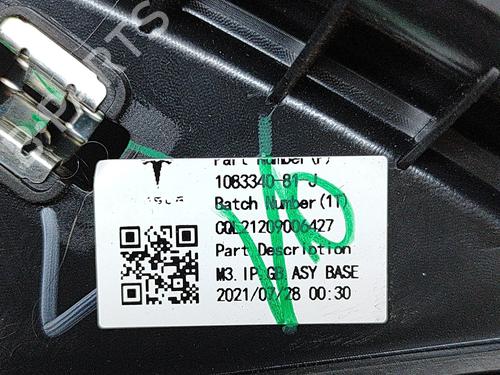 PARTS
Part Number(P)
1083340-81-J
Batch Number(1T)
CQL21209006427
Part Description
M3.IP.GB.ASY BASE
2021/07/28 00:30